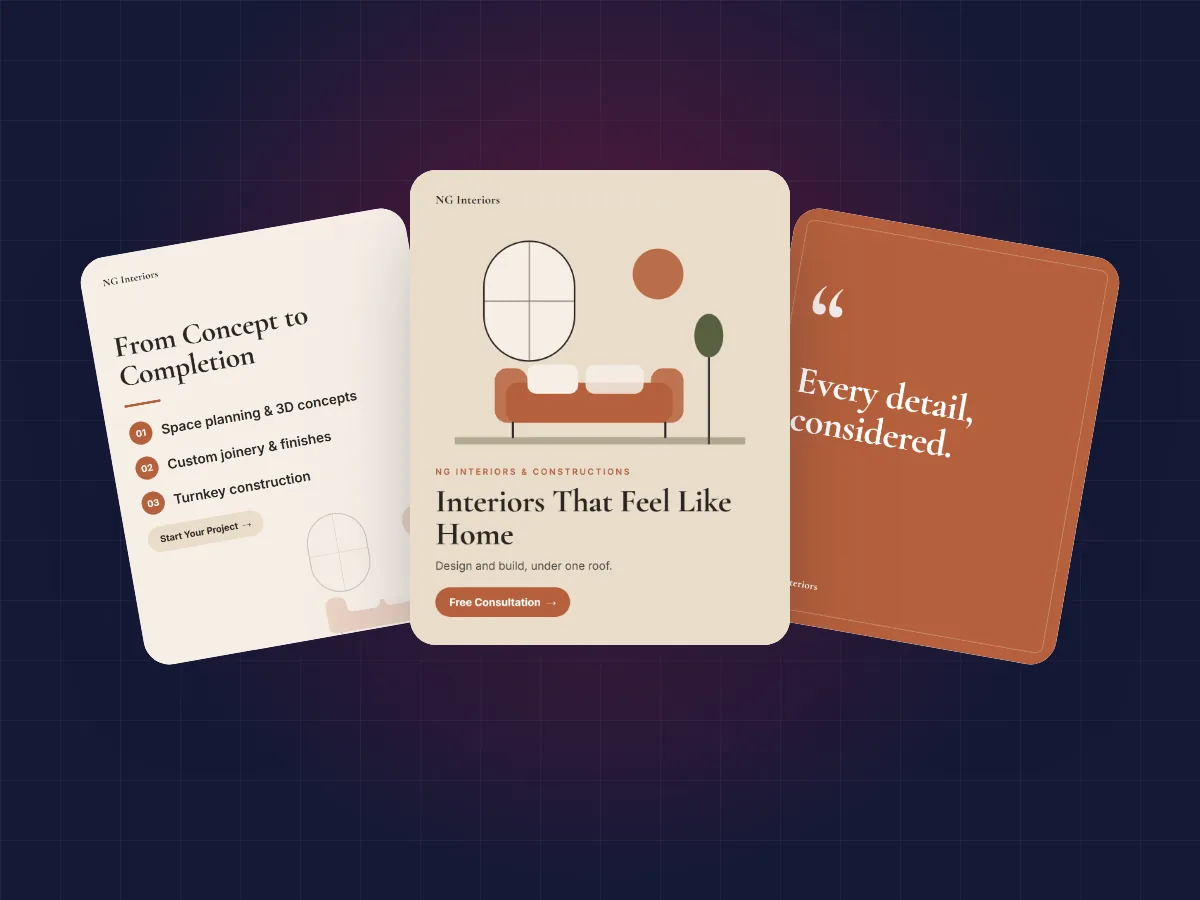 NG Interiors
From Concept to
Completion
01 Space planning & 3D concepts
02 Custom joinery & finishes
03 Turnkey construction
Start Your Project →
NG Interiors
NG INTERIORS & CONSTRUCTIONS
Interiors That Feel Like
Home
Design and build, under one roof.
Free Consultation →
“
Every detail,
considered.